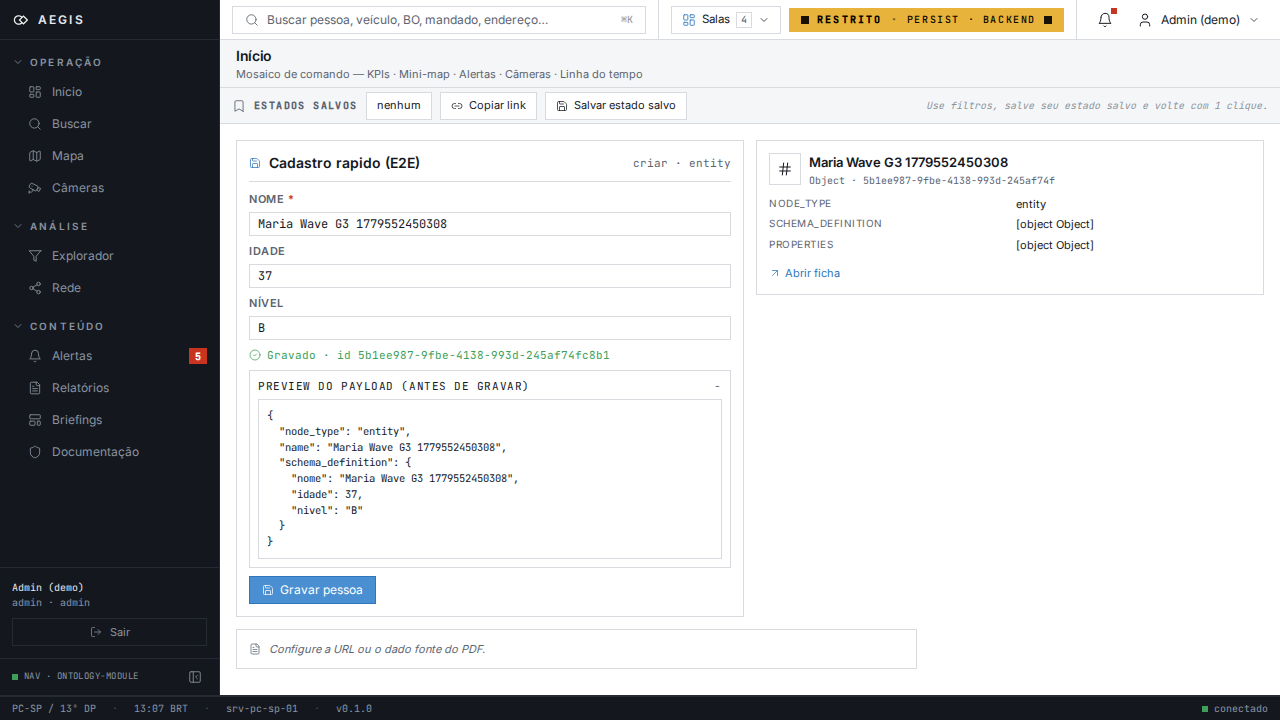 AEGIS
Buscar pessoa, veículo, BO, mandado, endereço... ⌘K
Salas 4
RESTRITO · PERSIST · BACKEND
Admin (demo)
OPERAÇÃO
Início
Buscar
Mapa
Câmeras
ANÁLISE
Explorador
Rede
CONTEÚDO
Alertas 5
Relatórios
Briefings
Documentação
Admin (demo)
admin · admin
Sair
NAV · ONTOLOGY-MODULE
Início
Mosaico de comando — KPIs · Mini-map · Alertas · Câmeras · Linha do tempo
ESTADOS SALVOS nenhum Copiar link Salvar estado salvo Use filtros, salve seu estado salvo e volte com 1 clique.
Cadastro rapido (E2E) criar · entity
NOME *
Maria Wave G3 1779552450308
IDADE
37
NÍVEL
B
Gravado · id 5b1ee987-9fbe-4138-993d-245af74fc8b1
PREVIEW DO PAYLOAD (ANTES DE GRAVAR) -
{
"node_type": "entity",
"name": "Maria Wave G3 1779552450308",
"schema_definition": {
"nome": "Maria Wave G3 1779552450308",
"idade": 37,
"nivel": "B"
}
}
Gravar pessoa
# Maria Wave G3 1779552450308
Object · 5b1ee987-9fbe-4138-993d-245af74f
NODE_TYPE entity
SCHEMA_DEFINITION [object Object]
PROPERTIES [object Object]
Abrir ficha
Configure a URL ou o dado fonte do PDF.
PC-SP / 13ª DP · 13:07 BRT · srv-pc-sp-01 · v0.1.0 conectado